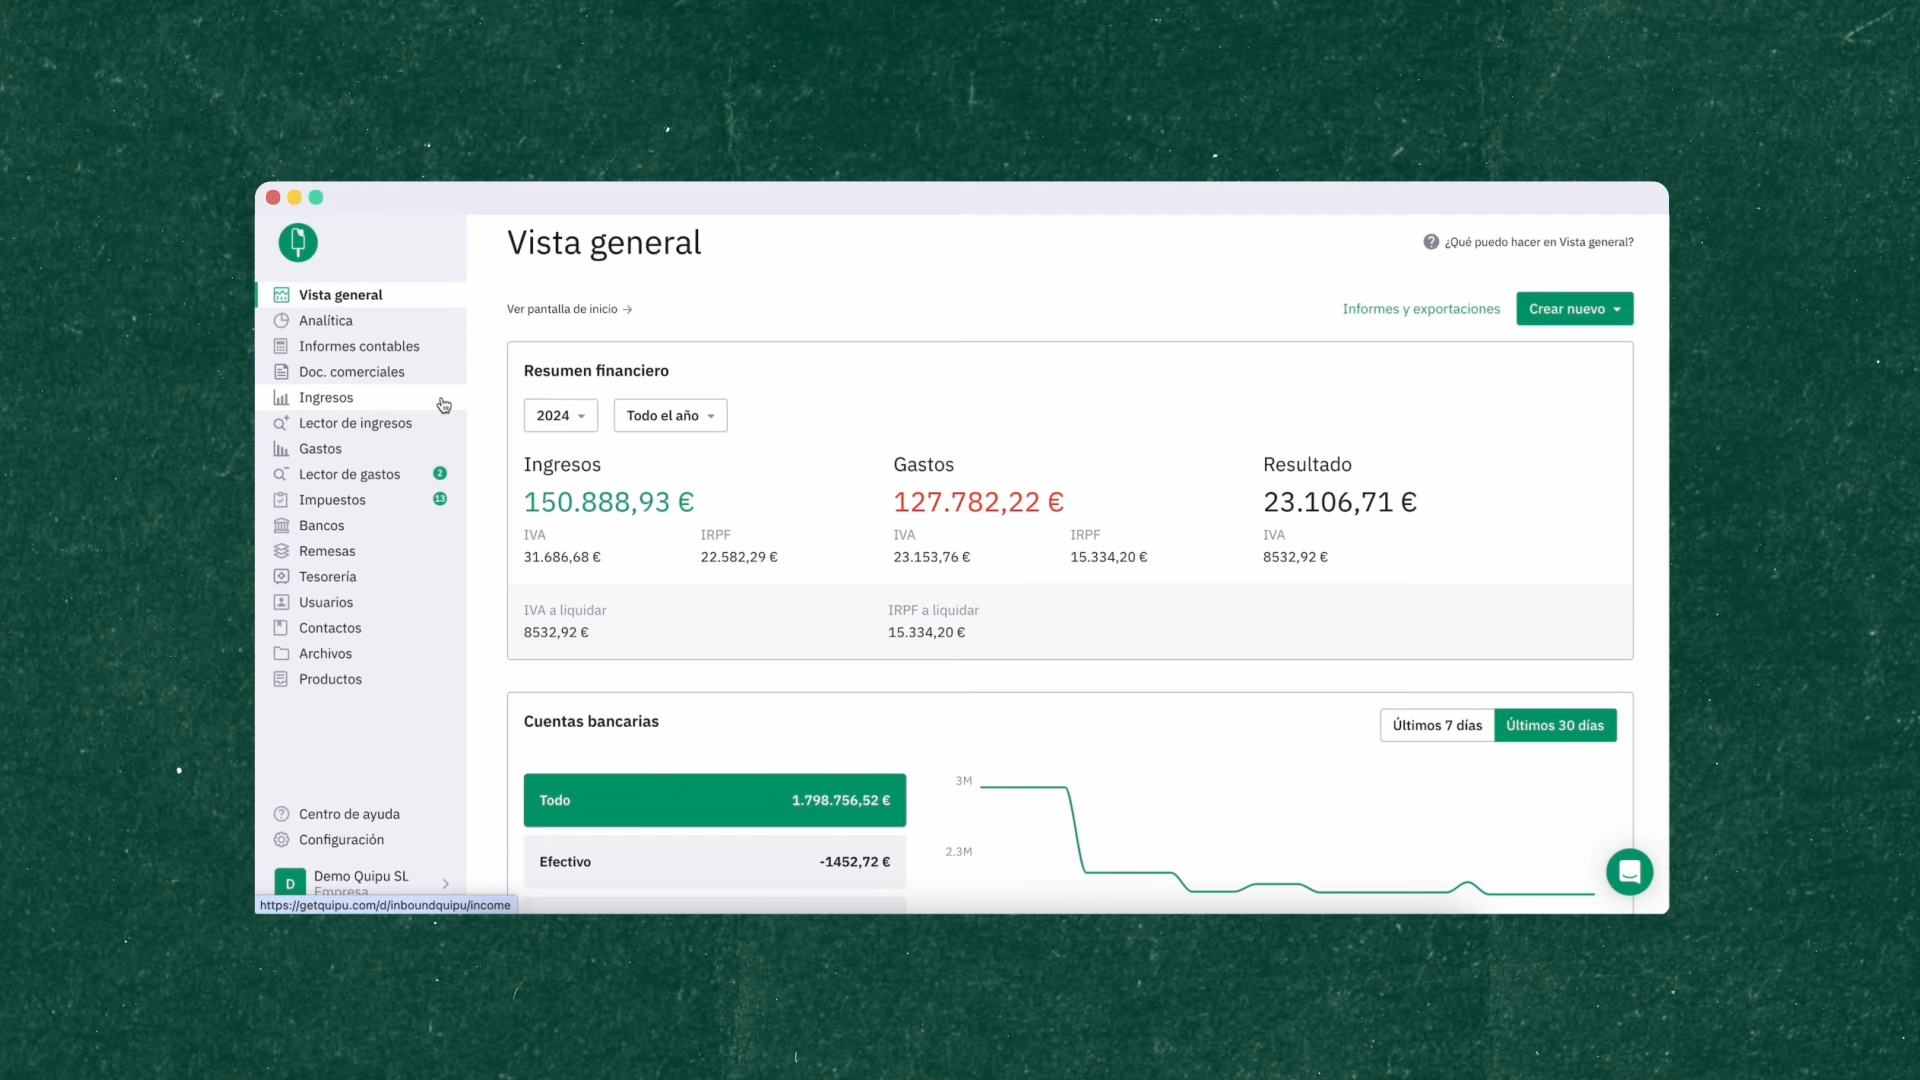 Vista general
¿Qué puedo hacer en Vista general?
Vista general
Analítica
Informes contables
Doc. comerciales
Ingresos
Lector de ingresos
Gastos
Lector de gastos 2
Impuestos 13
Bancos
Remesas
Tesorería
Usuarios
Contactos
Archivos
Productos
Centro de ayuda
Configuración
D Demo Quipu SL
Empresa
https://getquipu.com/d/inboundquipu/income
Ver pantalla de inicio →
Informes y exportaciones
Crear nuevo
Resumen financiero
2024 Todo el año
Ingresos Gastos Resultado
150.888,93 € 127.782,22 € 23.106,71 €
IVA IRPF IVA IRPF IVA
31.686,68 € 22.582,29 € 23.153,76 € 15.334,20 € 8532,92 €
IVA a liquidar IRPF a liquidar
8532,92 € 15.334,20 €
Cuentas bancarias
Últimos 7 días Últimos 30 días
Todo 1.798.756,52 €
Efectivo -1452,72 €
3M
2.3M